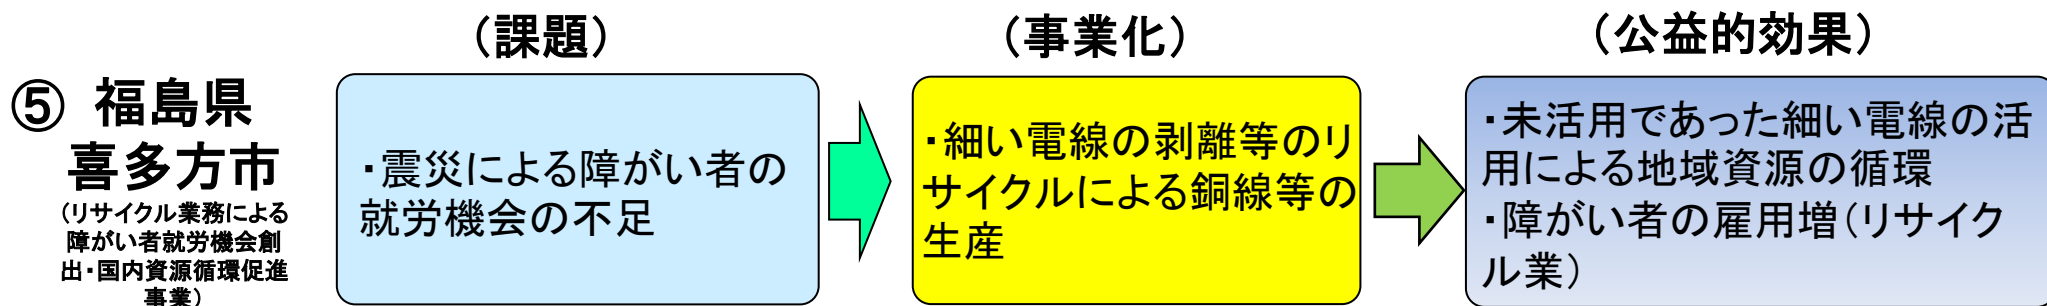 (課題)
(事業化)
(公益的効果)
⑤ 福島県
喜多方市
(リサイクル業務による
障がい者就労機会創
出・国内資源循環促進
事業)
・震災による障がい者の
就労機会の不足
・細い電線の剥離等のリ
サイクルによる銅線等の
生産
・未活用であった細い電線の活
用による地域資源の循環
・障がい者の雇用増(リサイク
ル業)